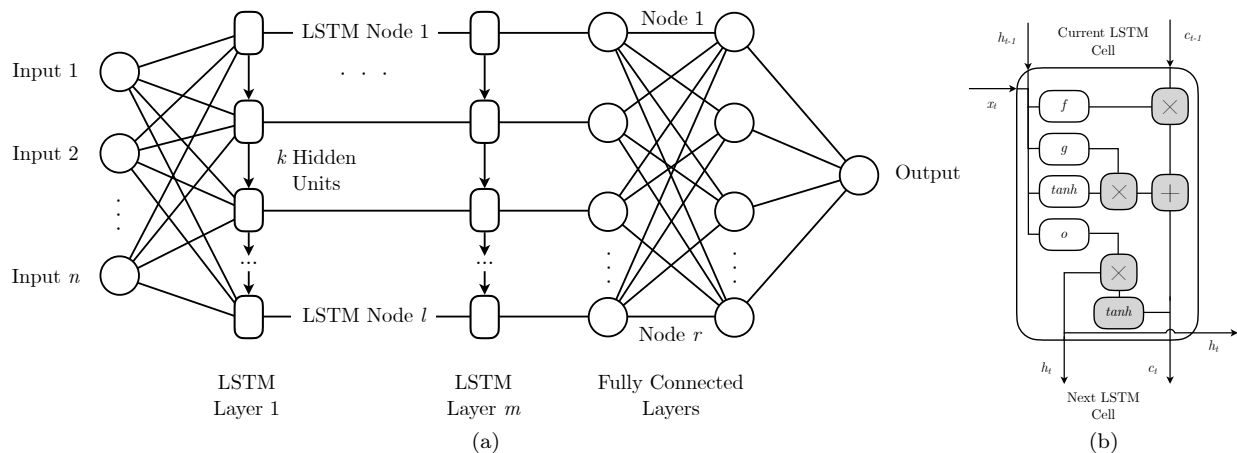 LSTM Node 1
Node 1
. . .
Input 1
Input 2
k Hidden
Units
Output
Input n
...
...
LSTM Node l
Node r
LSTM
Layer 1
LSTM
Layer m
Fully Connected
Layers
(a)
h_{t-1}
Current LSTM
Cell
c_{t-1}
x_t
f
×
g
tanh
×
+
o
×
tanh
h_t
h_t
c_t
Next LSTM
Cell
(b)